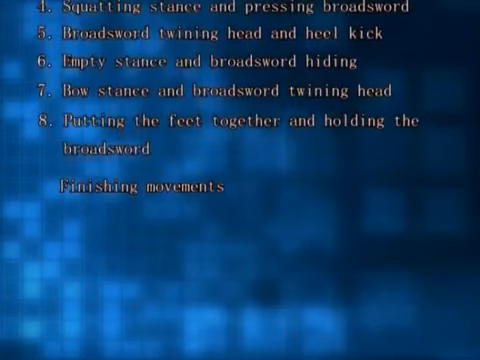 4. Squatting stance and pressing broadsword
5. Broadsword twining head and heel kick
6. Empty stance and broadsword hiding
7. Bow stance and broadsword twining head
8. Putting the feet together and holding the
broadsword
Finishing movements